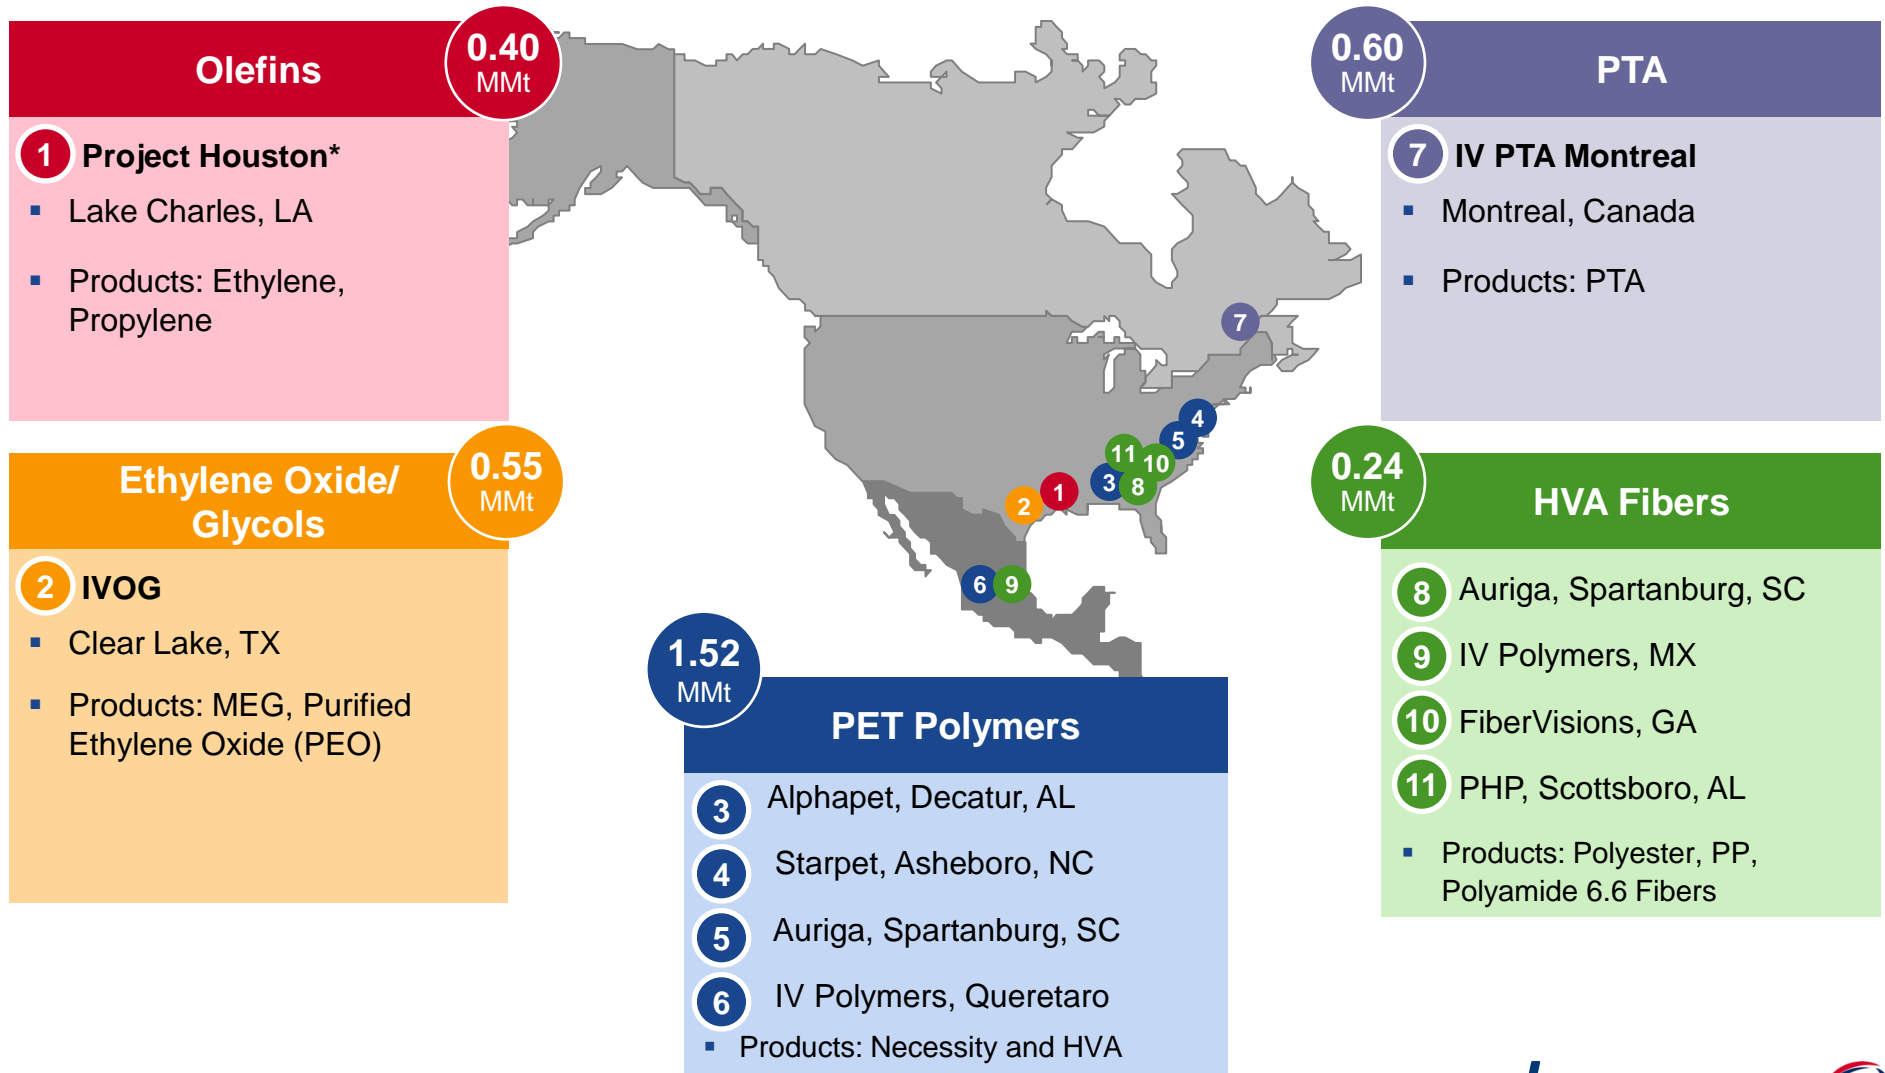 Olefins
0.40
MMt
1 Project Houston*
▪ Lake Charles, LA
▪ Products: Ethylene,
Propylene
Ethylene Oxide/
Glycols
0.55
MMt
2 IVOG
▪ Clear Lake, TX
▪ Products: MEG, Purified
Ethylene Oxide (PEO)
7
4
5
11
10
3
8
1
2
6
9
1.52
MMt
PET Polymers
3 Alphapet, Decatur, AL
4 Starpet, Asheboro, NC
5 Auriga, Spartanburg, SC
6 IV Polymers, Queretaro
▪ Products: Necessity and HVA
0.60
MMt
PTA
7 IV PTA Montreal
▪ Montreal, Canada
▪ Products: PTA
0.24
MMt
HVA Fibers
8 Auriga, Spartanburg, SC
9 IV Polymers, MX
10 FiberVisions, GA
11 PHP, Scottsboro, AL
▪ Products: Polyester, PP,
Polyamide 6.6 Fibers